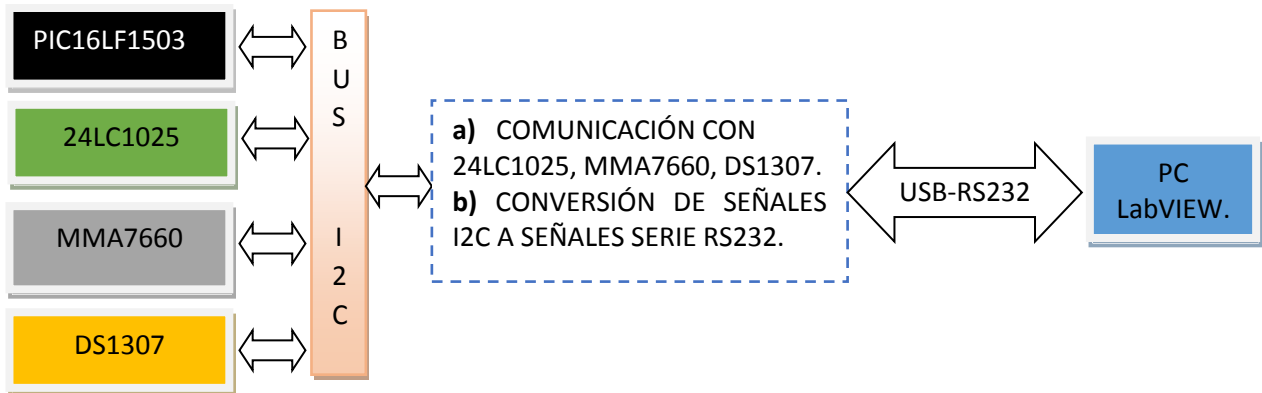 PIC16LF1503
24LC1025
MMA7660
DS1307
B
U
S
I
2
C
a) COMUNICACIÓN CON
24LC1025, MMA7660, DS1307.
b) CONVERSIÓN DE SEÑALES
I2C A SEÑALES SERIE RS232.
USB-RS232
PC
LabVIEW.